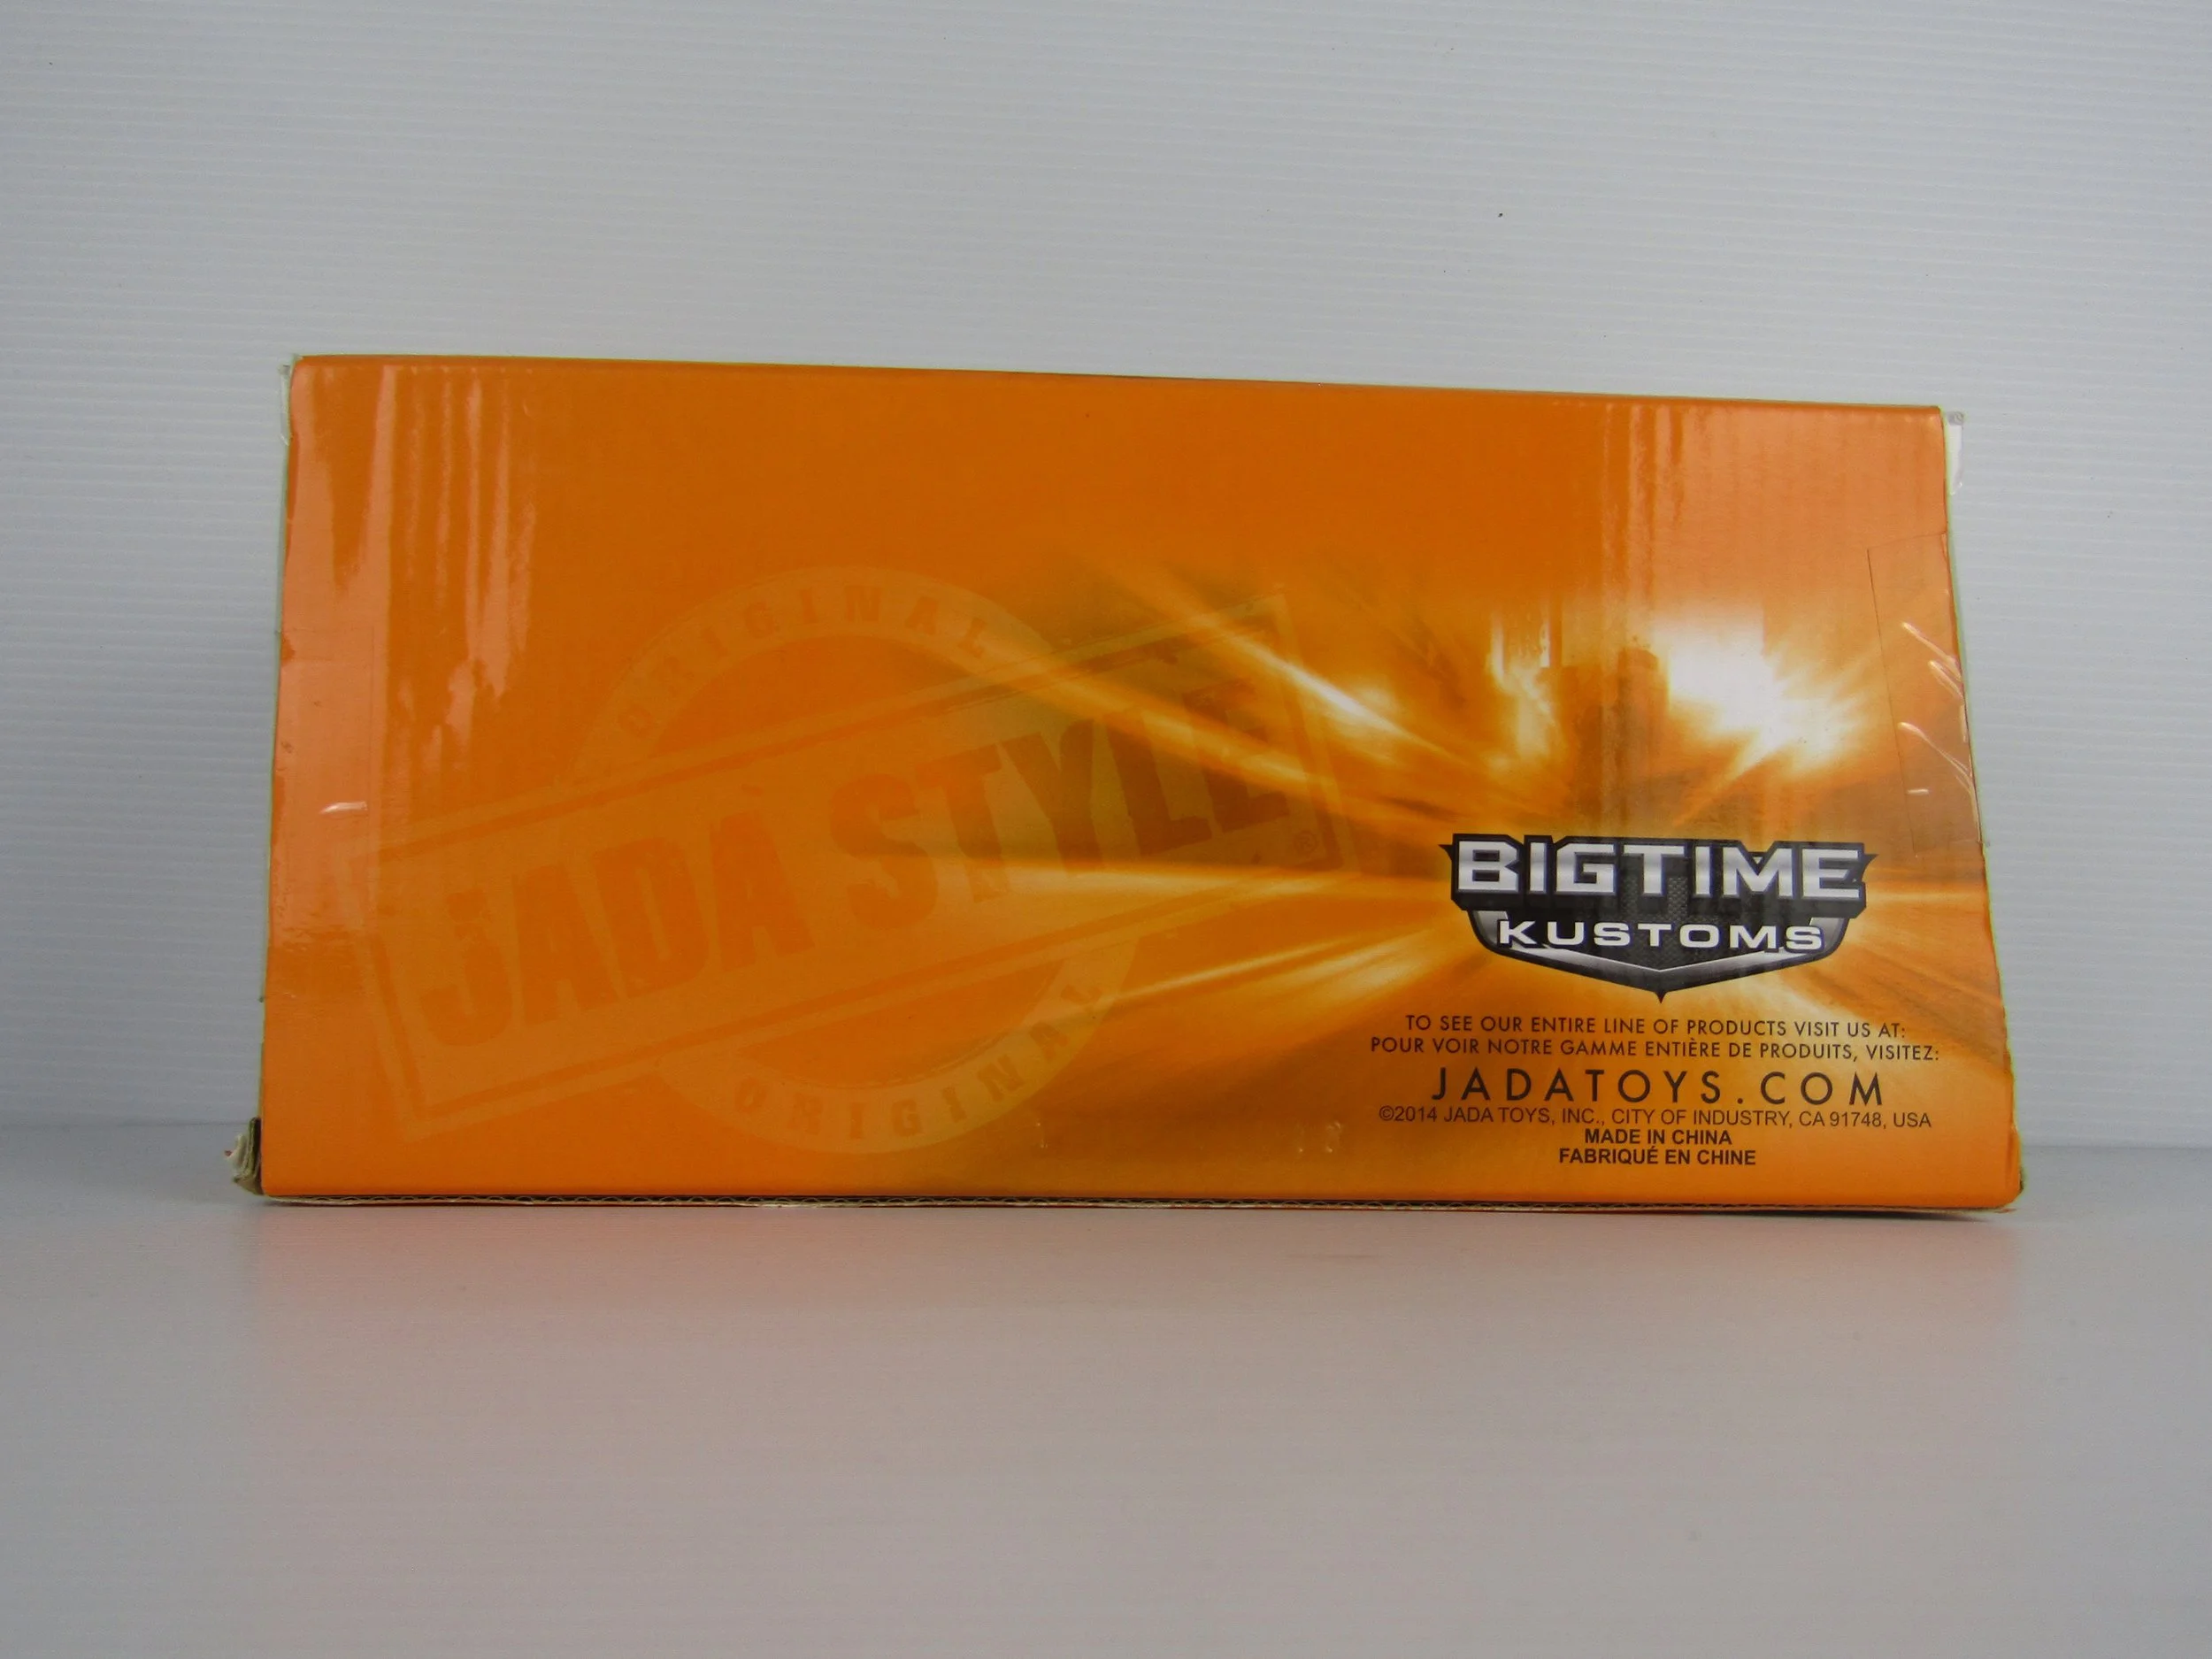 ORIGINAL
JADA STYLE®
ORIGINAL
BIGTIME
KUSTOMS
TO SEE OUR ENTIRE LINE OF PRODUCTS VISIT US AT:
POUR VOIR NOTRE GAMME ENTIÈRE DE PRODUITS, VISITEZ:
JADATOYS.COM
©2014 JADA TOYS, INC., CITY OF INDUSTRY, CA 91748, USA
MADE IN CHINA
FABRIQUÉ EN CHINE